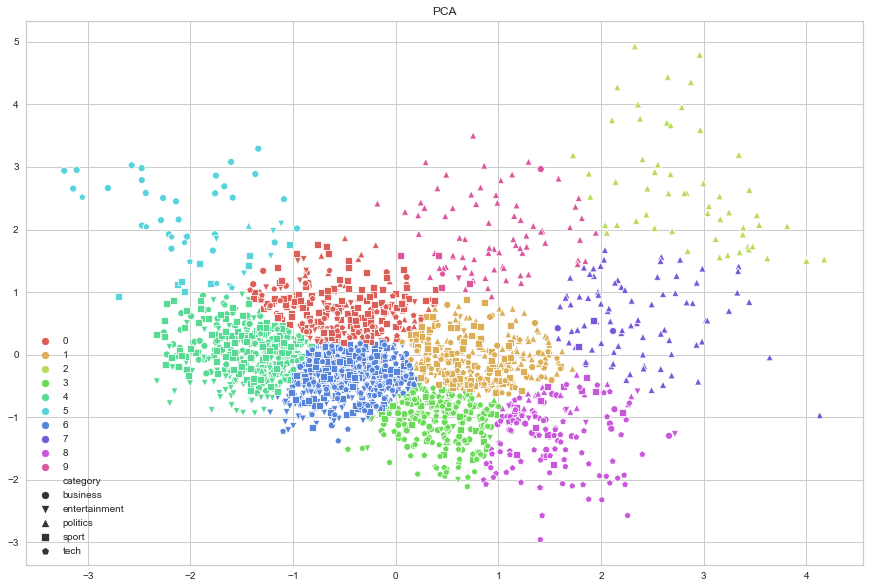 PCA
5
4
3
2
1
0
−1
−2
−3
0
1
2
3
4
5
6
7
8
9
category
business
entertainment
politics
sport
tech
−3 −2 −1 0 1 2 3 4